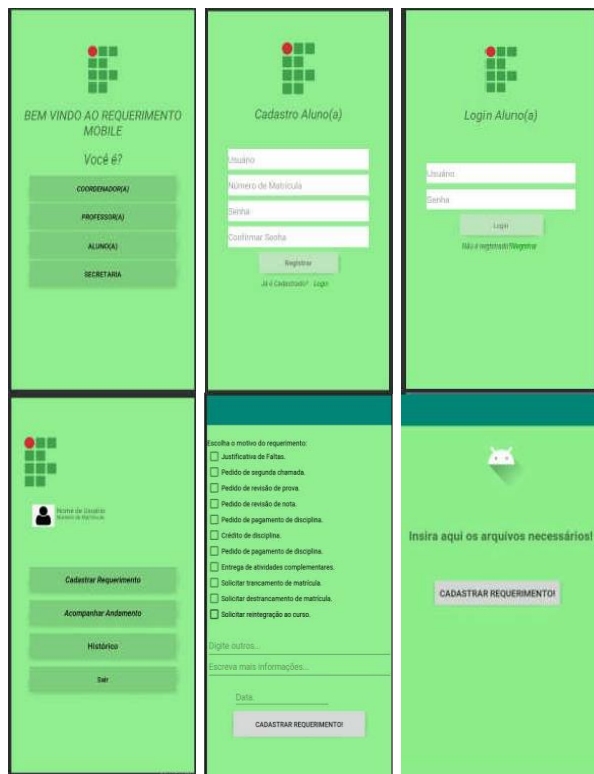 BEM VINDO AO REQUERIMENTO
MOBILE
Você é?
COORDENADOR(A)
PROFESSOR(A)
ALUNO(A)
SECRETARIA
Cadastro Aluno(a)
Usuário
Número de Matrícula
Senha
Confirmar Senha
Registrar
Já é Cadastrado? Login
Login Aluno(a)
Usuário
Senha
Login
Não é registrado?Registrar
Nome de Usuário
Número de Matrícula
Cadastrar Requerimento
Acompanhar Andamento
Histórico
Sair
Escolha o motivo do requerimento:
Justificativa de Faltas.
Pedido de segunda chamada.
Pedido de revisão de prova.
Pedido de revisão de nota.
Pedido de pagamento de disciplina.
Crédito de disciplina.
Pedido de pagamento de disciplina.
Entrega de atividades complementares.
Solicitar trancamento de matrícula.
Solicitar destrancamento de matrícula.
Solicitar reintegração ao curso.
Digite outros...
Escreva mais informações...
Data:
CADASTRAR REQUERIMENTO!
Insira aqui os arquivos necessários!
CADASTRAR REQUERIMENTO!